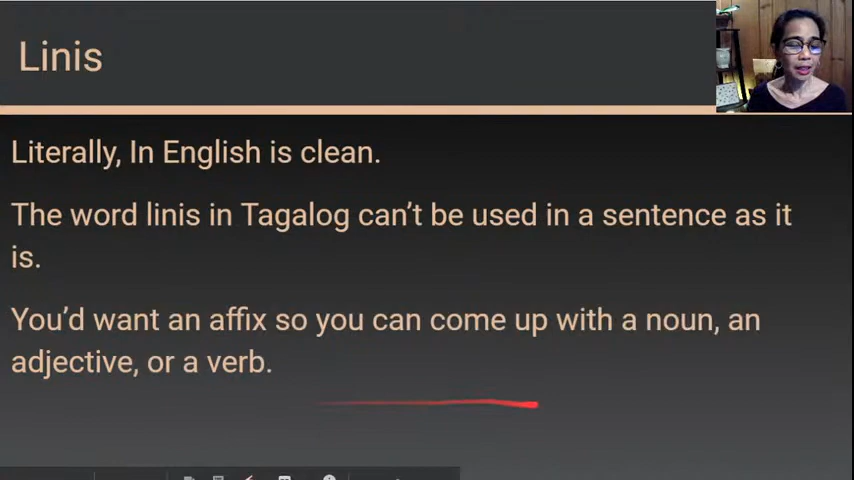 Linis
Literally, In English is clean.
The word linis in Tagalog can't be used in a sentence as it
is.
You'd want an affix so you can come up with a noun, an
adjective, or a verb.